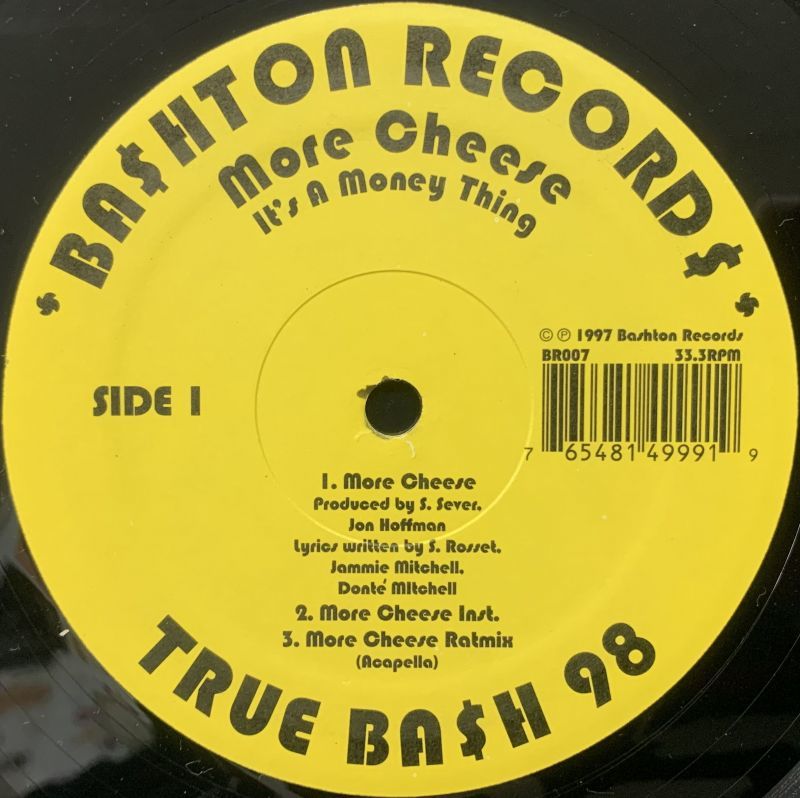 BA$HTON RECORD$
More Cheese
It's A Money Thing
© ℗ 1997 Bashton Records
BR007 33.3RPM
7 65481 49991 9
SIDE 1
1. More Cheese
Produced by S. Sever,
Jon Hoffman
Lyrics written by S. Rosset,
Jammie Mitchell,
Donte´ MItchell
2. More Cheese Inst.
3. More Cheese Ratmix
(Acapella)
TRUE BA$H 98